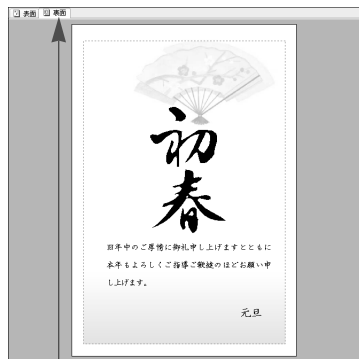 表面 裏面
初
春
旧年中のご厚情に御礼申し上げますとともに
本年もよろしくご指導ご鞭撻のほどお願い申
し上げます。
元旦